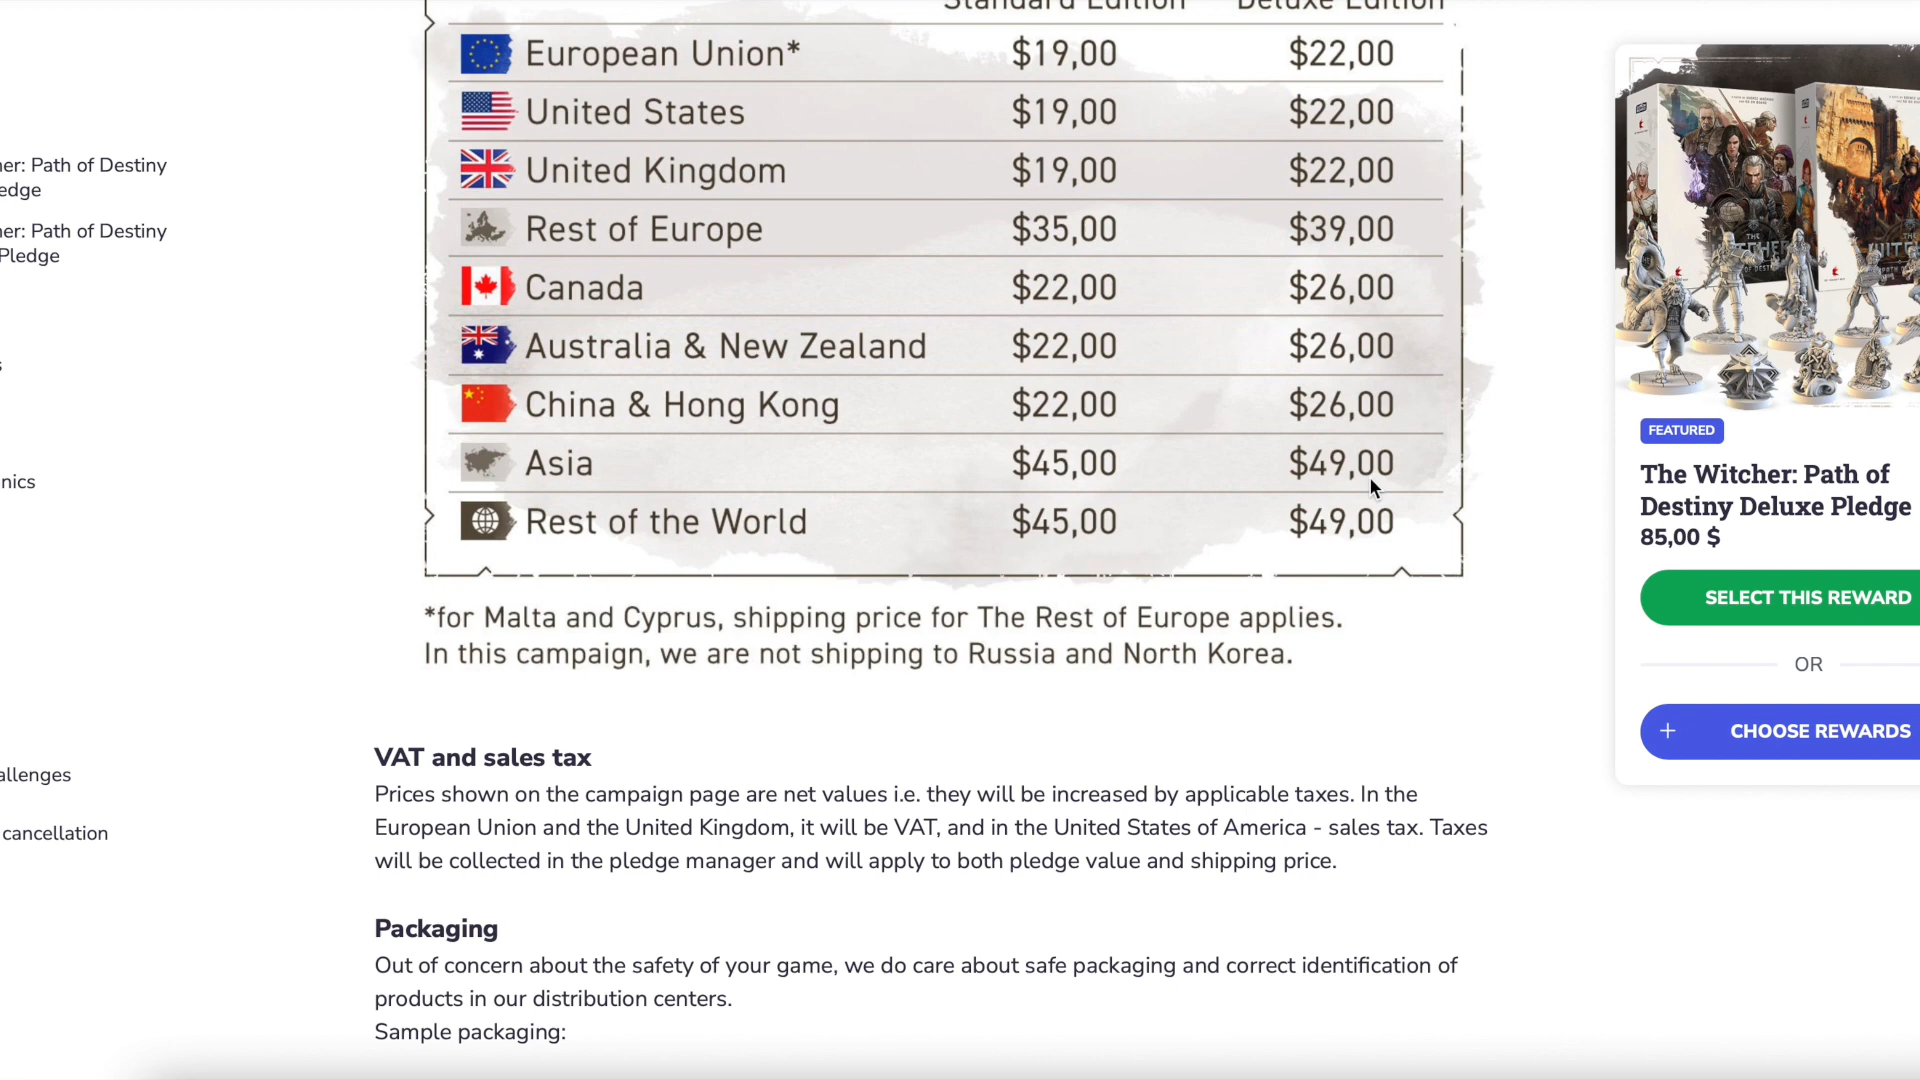 Standard Edition Deluxe Edition
European Union* $19,00 $22,00
United States $19,00 $22,00
United Kingdom $19,00 $22,00
Rest of Europe $35,00 $39,00
Canada $22,00 $26,00
Australia & New Zealand $22,00 $26,00
China & Hong Kong $22,00 $26,00
Asia $45,00 $49,00
Rest of the World $45,00 $49,00
*for Malta and Cyprus, shipping price for The Rest of Europe applies.
In this campaign, we are not shipping to Russia and North Korea.
VAT and sales tax
Prices shown on the campaign page are net values i.e. they will be increased by applicable taxes. In the
European Union and the United Kingdom, it will be VAT, and in the United States of America - sales tax. Taxes
will be collected in the pledge manager and will apply to both pledge value and shipping price.
Packaging
Out of concern about the safety of your game, we do care about safe packaging and correct identification of
products in our distribution centers.
Sample packaging:
er: Path of Destiny
edge
er: Path of Destiny
Pledge
s
nics
allenges
cancellation
THE
WITCHER
FEATURED
The Witcher: Path of
Destiny Deluxe Pledge
85,00 $
SELECT THIS REWARD
OR
+ CHOOSE REWARDS